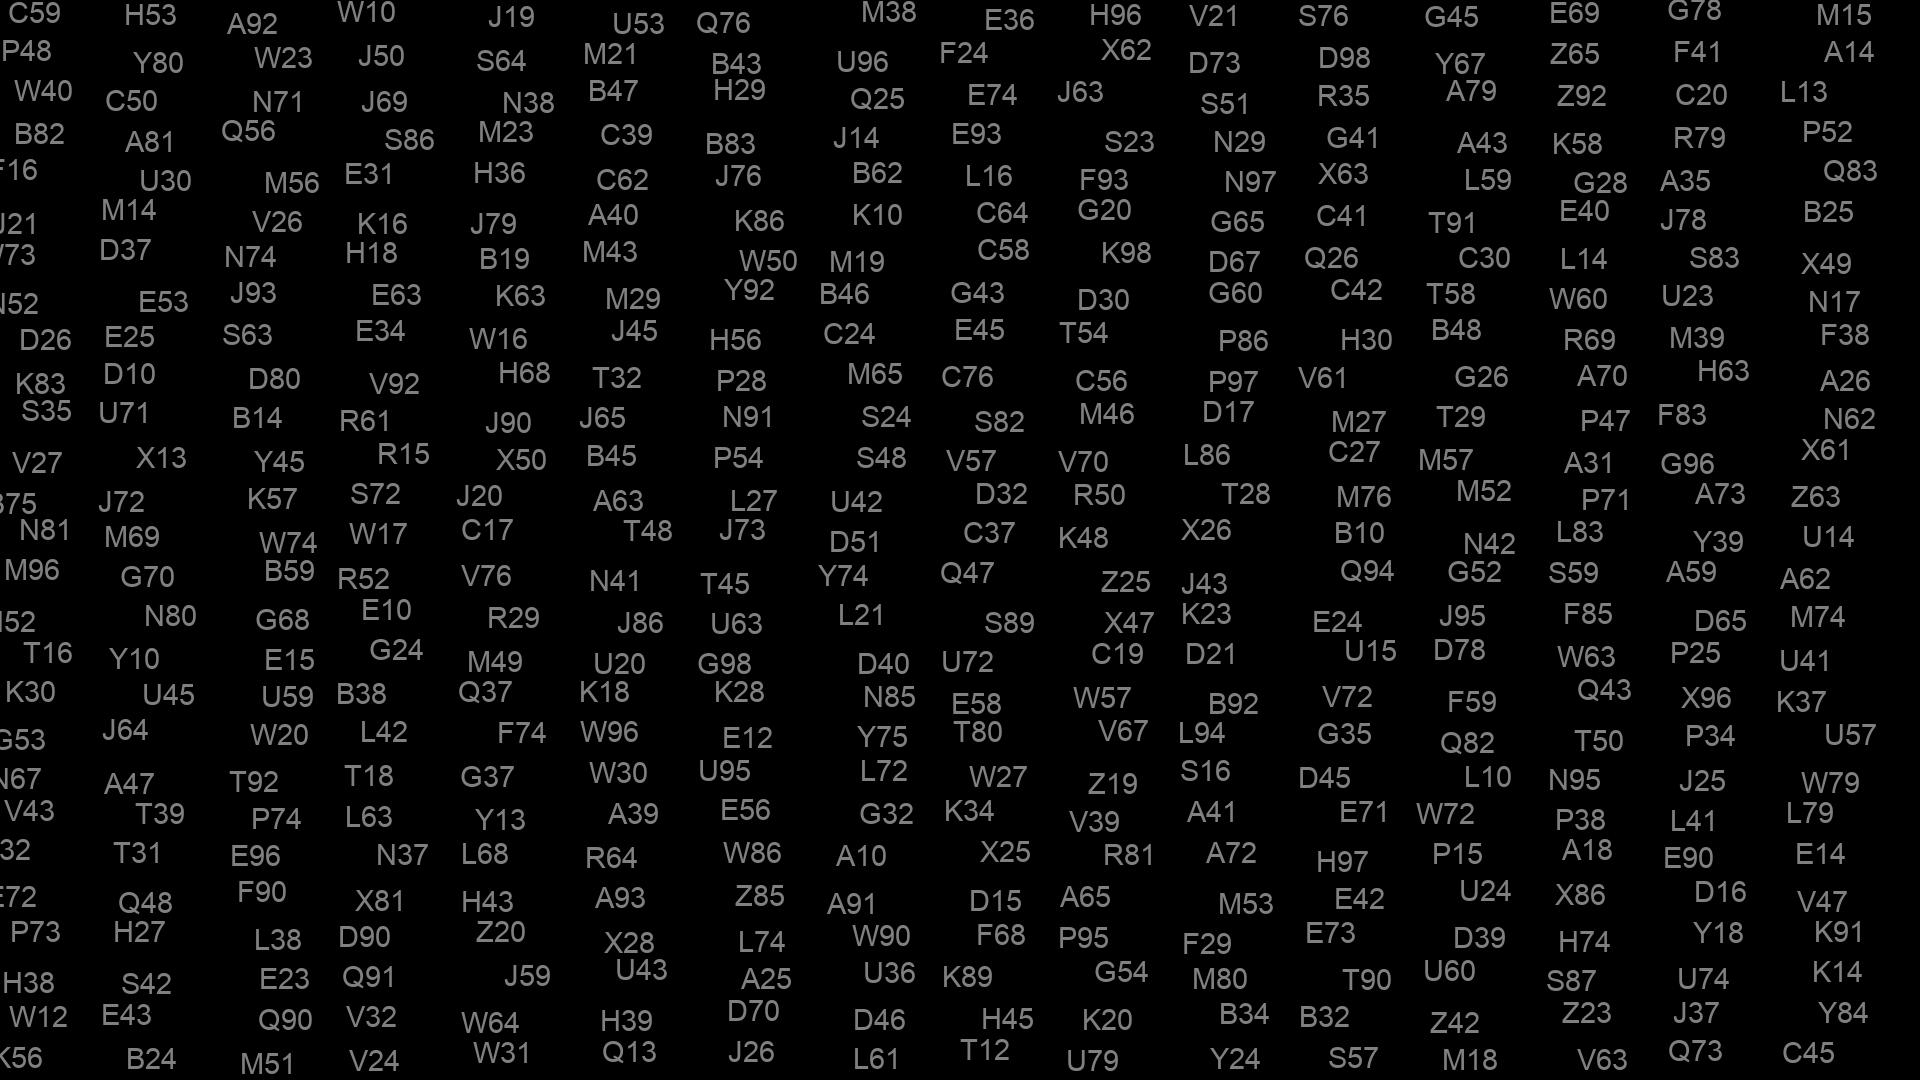 C59 H53 A92 W10 J19 U53 Q76 M38 E36 H96 V21 S76 G45 E69 G78 M15
P48 Y80 W23 J50 S64 M21 B43 U96 F24 X62 D73 D98 Y67 Z65 F41 A14
W40 C50 N71 J69 N38 B47 H29 Q25 E74 J63 S51 R35 A79 Z92 C20 L13
B82 A81 Q56 S86 M23 C39 B83 J14 E93 S23 N29 G41 A43 K58 R79 P52
F16 U30 M56 E31 H36 C62 J76 B62 L16 F93 N97 X63 L59 G28 A35 Q83
J21 M14 V26 K16 J79 A40 K86 K10 C64 G20 G65 C41 T91 E40 J78 B25
73 D37 N74 H18 B19 M43 W50 M19 C58 K98 D67 Q26 C30 L14 S83 X49
52 E53 J93 E63 K63 M29 Y92 B46 G43 D30 G60 C42 T58 W60 U23 N17
D26 E25 S63 E34 W16 J45 H56 C24 E45 T54 P86 H30 B48 R69 M39 F38
K83 D10 D80 V92 H68 T32 P28 M65 C76 C56 P97 V61 G26 A70 H63 A26
S35 U71 B14 R61 J90 J65 N91 S24 S82 M46 D17 M27 T29 P47 F83 N62
V27 X13 Y45 R15 X50 B45 P54 S48 V57 V70 L86 C27 M57 A31 G96 X61
75 J72 K57 S72 J20 A63 L27 U42 D32 R50 T28 M76 M52 P71 A73 Z63
N81 M69 W74 W17 C17 T48 J73 D51 C37 K48 X26 B10 N42 L83 Y39 U14
M96 G70 B59 R52 V76 N41 T45 Y74 Q47 Z25 J43 Q94 G52 S59 A59 A62
52 N80 G68 E10 R29 J86 U63 L21 S89 X47 K23 E24 J95 F85 D65 M74
T16 Y10 E15 G24 M49 U20 G98 D40 U72 C19 D21 U15 D78 W63 P25 U41
K30 U45 U59 B38 Q37 K18 K28 N85 E58 W57 B92 V72 F59 Q43 X96 K37
G53 J64 W20 L42 F74 W96 E12 Y75 T80 V67 L94 G35 Q82 T50 P34 U57
N67 A47 T92 T18 G37 W30 U95 L72 W27 Z19 S16 D45 L10 N95 J25 W79
V43 T39 P74 L63 Y13 A39 E56 G32 K34 V39 A41 E71 W72 P38 L41 L79
32 T31 E96 N37 L68 R64 W86 A10 X25 R81 A72 H97 P15 A18 E90 E14
E72 Q48 F90 X81 H43 A93 Z85 A91 D15 A65 M53 E42 U24 X86 D16 V47
P73 H27 L38 D90 Z20 X28 L74 W90 F68 P95 F29 E73 D39 H74 Y18 K91
H38 S42 E23 Q91 J59 U43 A25 U36 K89 G54 M80 T90 U60 S87 U74 K14
W12 E43 Q90 V32 W64 H39 D70 D46 H45 K20 B34 B32 Z42 Z23 J37 Y84
K56 B24 M51 V24 W31 Q13 J26 L61 T12 U79 Y24 S57 M18 V63 Q73 C45